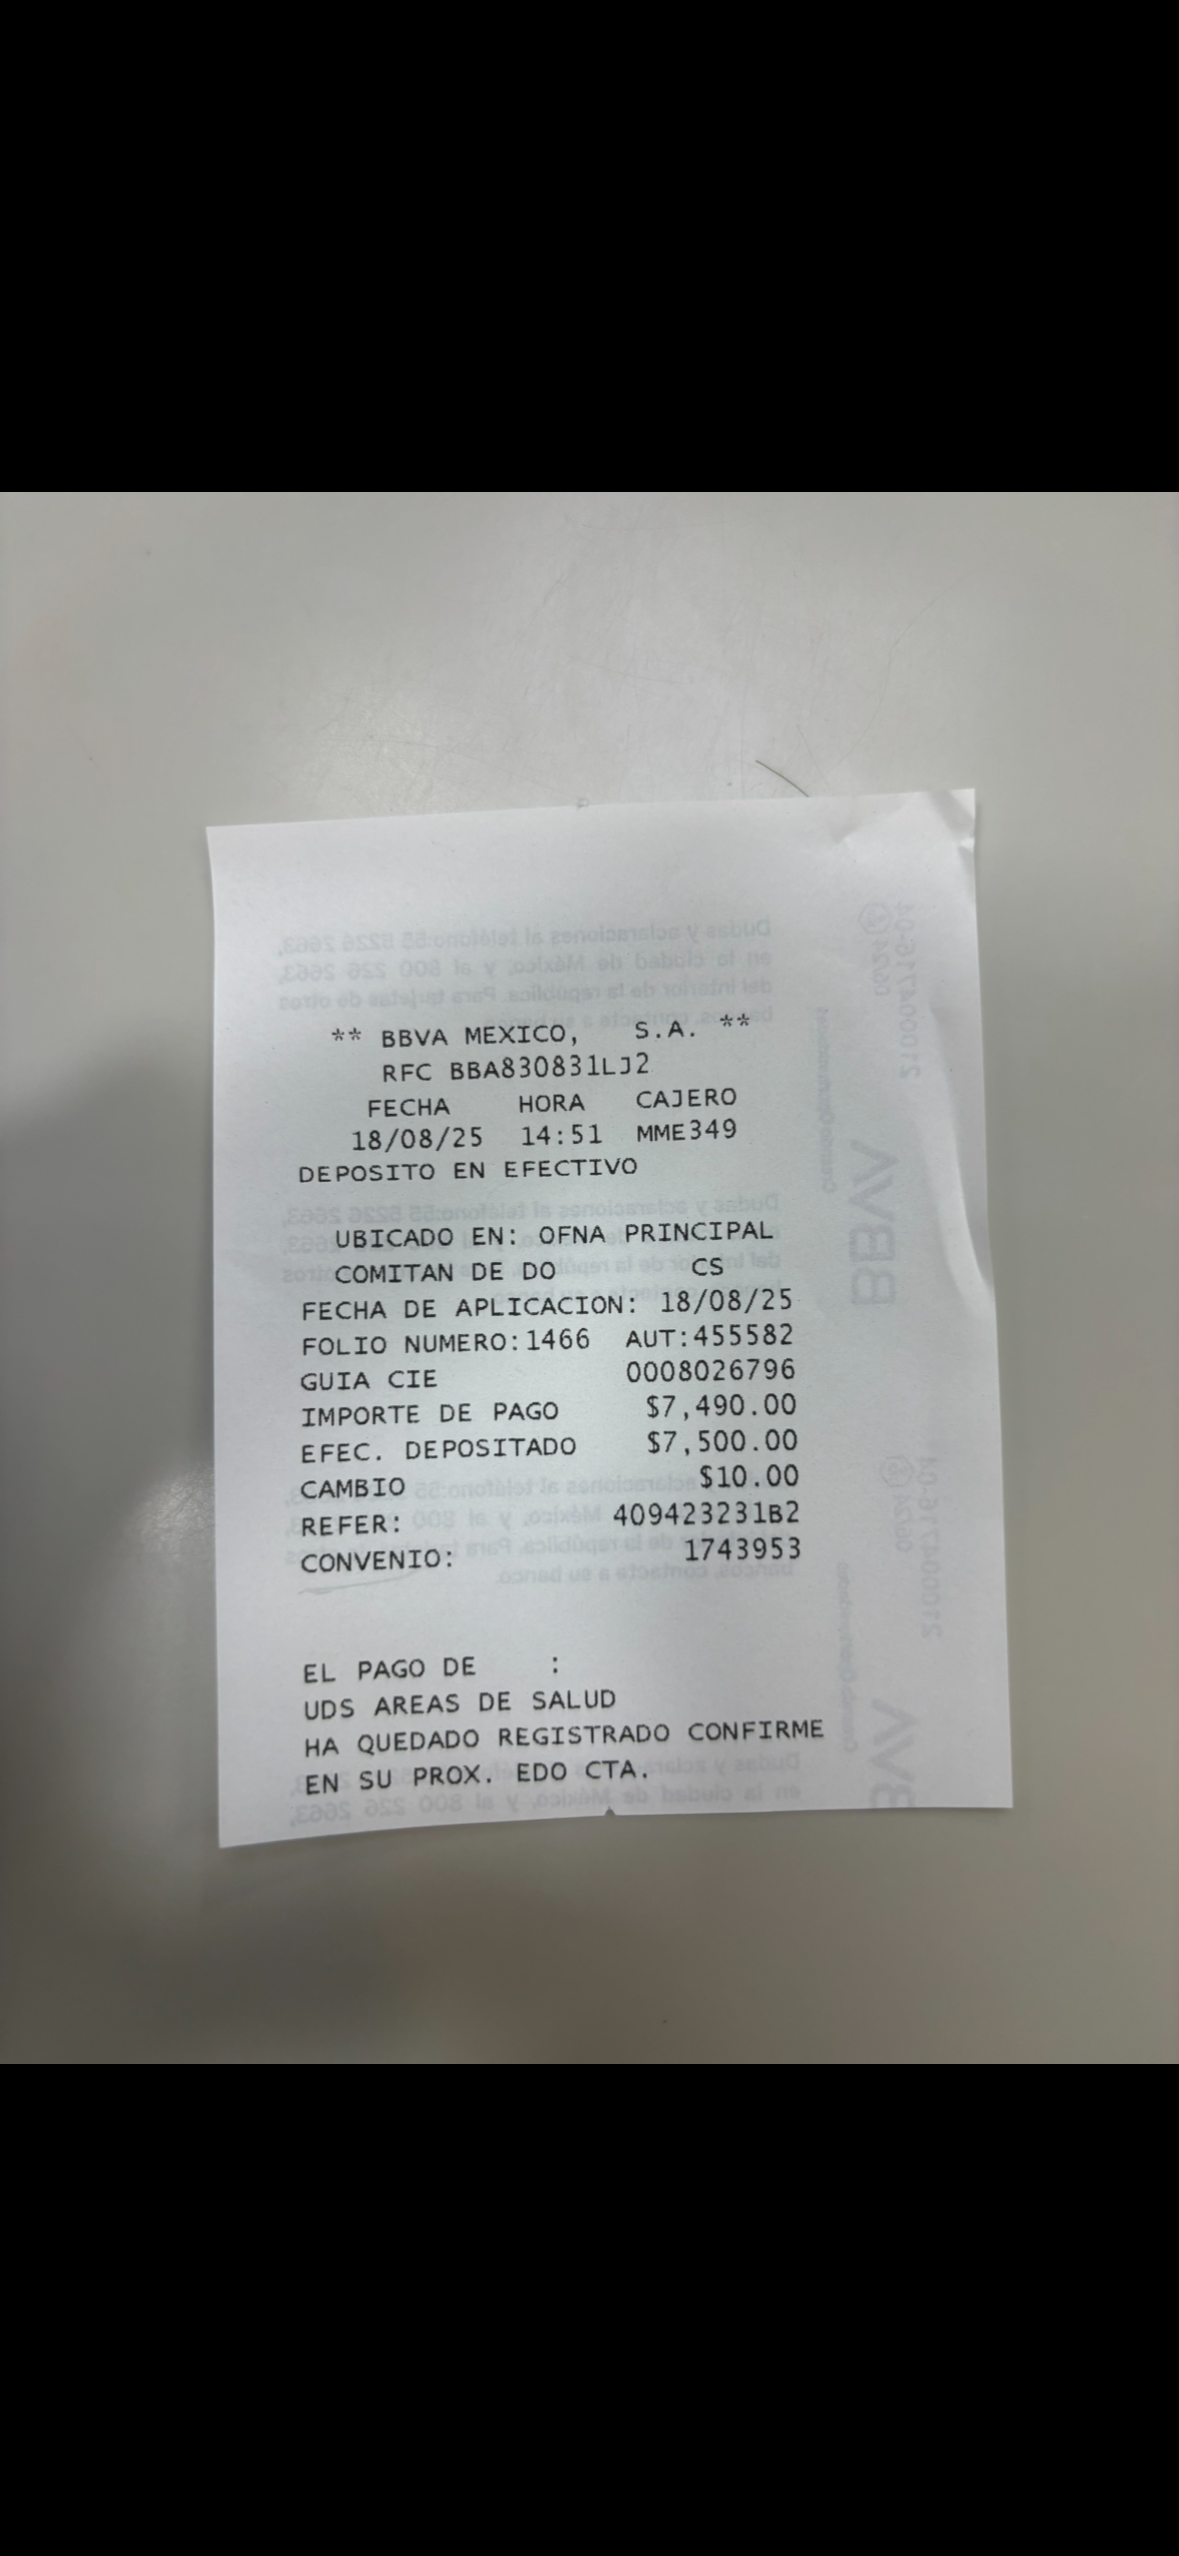 ** BBVA MEXICO, S.A. **
RFC BBA830831LJ2
FECHA HORA CAJERO
18/08/25 14:51 MME349
DEPOSITO EN EFECTIVO
UBICADO EN: OFNA PRINCIPAL
COMITAN DE DO CS
FECHA DE APLICACION: 18/08/25
FOLIO NUMERO:1466 AUT:455582
GUIA CIE 0008026796
IMPORTE DE PAGO $7,490.00
EFEC. DEPOSITADO $7,500.00
CAMBIO $10.00
REFER: 409423231B2
CONVENIO: 1743953
EL PAGO DE :
UDS AREAS DE SALUD
HA QUEDADO REGISTRADO CONFIRME
EN SU PROX. EDO CTA.